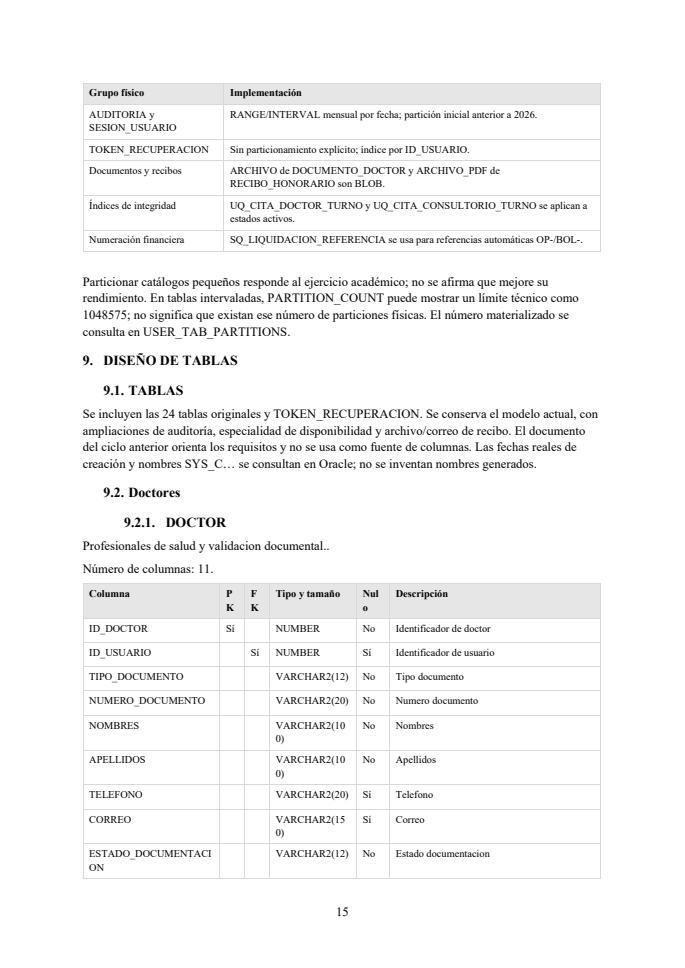 Grupo físico Implementación
AUDITORIA y RANGE/INTERVAL mensual por fecha; partición inicial anterior a 2026.
SESION_USUARIO
TOKEN_RECUPERACION Sin particionamiento explícito; índice por ID_USUARIO.
Documentos y recibos ARCHIVO de DOCUMENTO_DOCTOR y ARCHIVO_PDF de
RECIBO_HONORARIO son BLOB.
Índices de integridad UQ_CITA_DOCTOR_TURNO y UQ_CITA_CONSULTORIO_TURNO se aplican a
estados activos.
Numeración financiera SQ_LIQUIDACION_REFERENCIA se usa para referencias automáticas OP-/BOL-.
Particionar catálogos pequeños responde al ejercicio académico; no se afirma que mejore su
rendimiento. En tablas intervaladas, PARTITION_COUNT puede mostrar un límite técnico como
1048575; no significa que existan ese número de particiones físicas. El número materializado se
consulta en USER_TAB_PARTITIONS.
9. DISEÑO DE TABLAS
9.1. TABLAS
Se incluyen las 24 tablas originales y TOKEN_RECUPERACION. Se conserva el modelo actual, con
ampliaciones de auditoría, especialidad de disponibilidad y archivo/correo de recibo. El documento
del ciclo anterior orienta los requisitos y no se usa como fuente de columnas. Las fechas reales de
creación y nombres SYS_C… se consultan en Oracle; no se inventan nombres generados.
9.2. Doctores
9.2.1. DOCTOR
Profesionales de salud y validacion documental..
Número de columnas: 11.
Columna P F Tipo y tamaño Nul Descripción
K K o
ID_DOCTOR Sí NUMBER No Identificador de doctor
ID_USUARIO Sí NUMBER Sí Identificador de usuario
TIPO_DOCUMENTO VARCHAR2(12) No Tipo documento
NUMERO_DOCUMENTO VARCHAR2(20) No Numero documento
NOMBRES VARCHAR2(10 No Nombres
0)
APELLIDOS VARCHAR2(10 No Apellidos
0)
TELEFONO VARCHAR2(20) Sí Telefono
CORREO VARCHAR2(15 Sí Correo
0)
ESTADO_DOCUMENTACI VARCHAR2(12) No Estado documentacion
ON
15